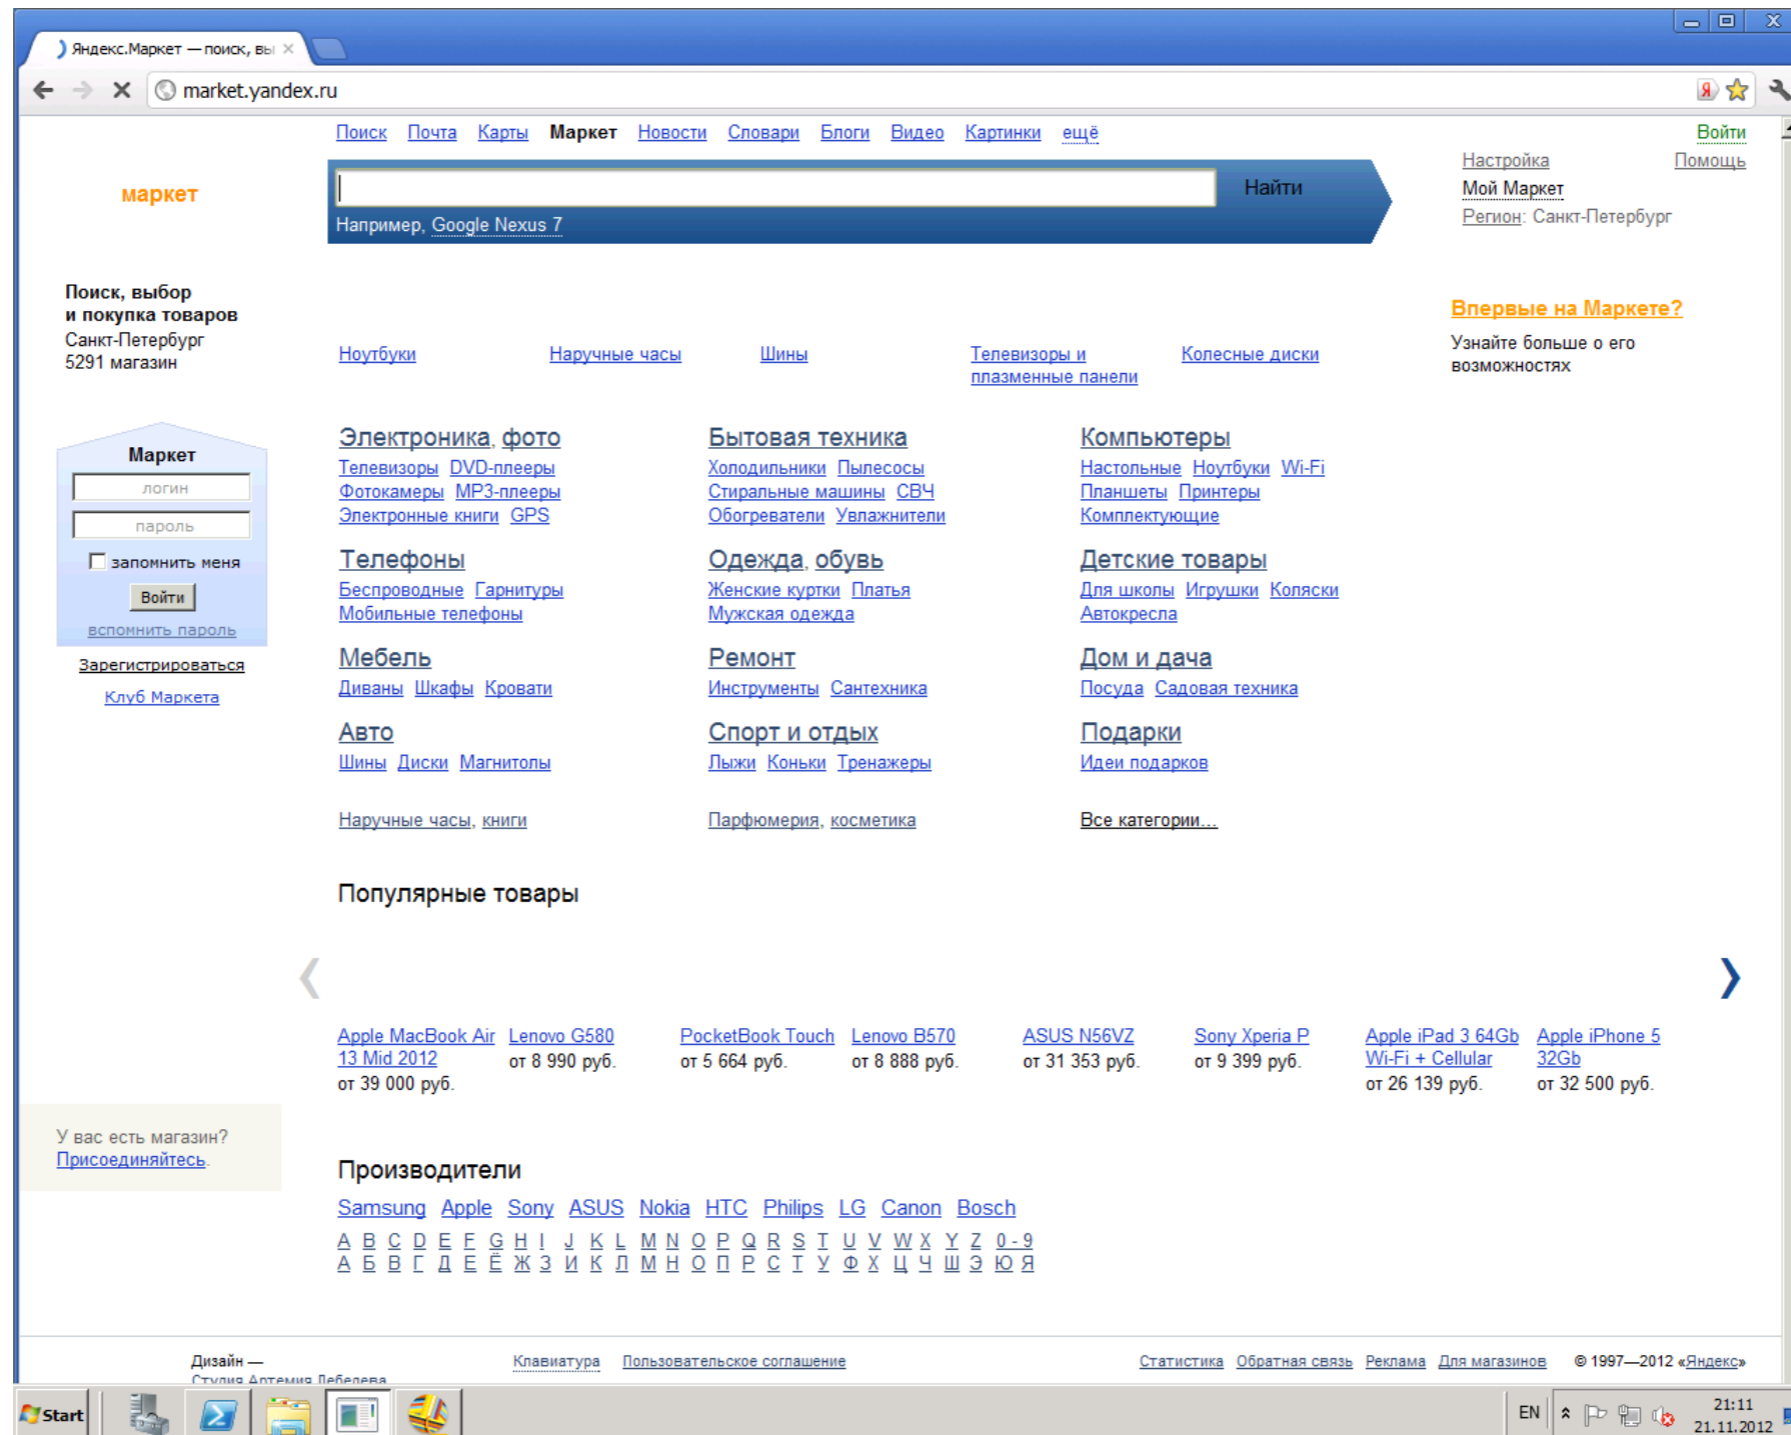 Яндекс.Маркет — поиск, вы
market.yandex.ru
Поиск Почта Карты Маркет Новости Словари Блоги Видео Картинки ещё
Войти
Настройка Помощь
маркет
Найти
Мой Маркет
Например, Google Nexus 7
Регион: Санкт-Петербург
Поиск, выбор
и покупка товаров
Санкт-Петербург
5291 магазин
Впервые на Маркете?
Узнайте больше о его
возможностях
Ноутбуки Наручные часы Шины Телевизоры и Колесные диски
плазменные панели
Маркет
логин
пароль
запомнить меня
Войти
вспомнить пароль
Зарегистрироваться
Клуб Маркета
Электроника, фото
Телевизоры DVD-плееры
Фотокамеры MP3-плееры
Электронные книги GPS
Бытовая техника
Холодильники Пылесосы
Стиральные машины СВЧ
Обогреватели Увлажнители
Компьютеры
Настольные Ноутбуки Wi-Fi
Планшеты Принтеры
Комплектующие
Телефоны
Беспроводные Гарнитуры
Мобильные телефоны
Одежда, обувь
Женские куртки Платья
Мужская одежда
Детские товары
Для школы Игрушки Коляски
Автокресла
Мебель
Диваны Шкафы Кровати
Ремонт
Инструменты Сантехника
Дом и дача
Посуда Садовая техника
Авто
Шины Диски Магнитолы
Спорт и отдых
Лыжи Коньки Тренажеры
Подарки
Идеи подарков
Наручные часы, книги
Парфюмерия, косметика
Все категории...
Популярные товары
Apple MacBook Air
13 Mid 2012
от 39 000 руб.
Lenovo G580
от 8 990 руб.
PocketBook Touch
от 5 664 руб.
Lenovo B570
от 8 888 руб.
ASUS N56VZ
от 31 353 руб.
Sony Xperia P
от 9 399 руб.
Apple iPad 3 64Gb
Wi-Fi + Cellular
от 26 139 руб.
Apple iPhone 5
32Gb
от 32 500 руб.
У вас есть магазин?
Присоединяйтесь.
Производители
Samsung Apple Sony ASUS Nokia HTC Philips LG Canon Bosch
A B C D E F G H I J K L M N O P Q R S T U V W X Y Z 0 - 9
А Б В Г Д Е Ё Ж З И К Л М Н О П Р С Т У Ф Х Ц Ч Ш Э Ю Я
Дизайн —
Студия Артемия Лебедева
Клавиатура Пользовательское соглашение
Статистика Обратная связь Реклама Для магазинов © 1997—2012 «Яндекс»
Start
EN
21:11
21.11.2012